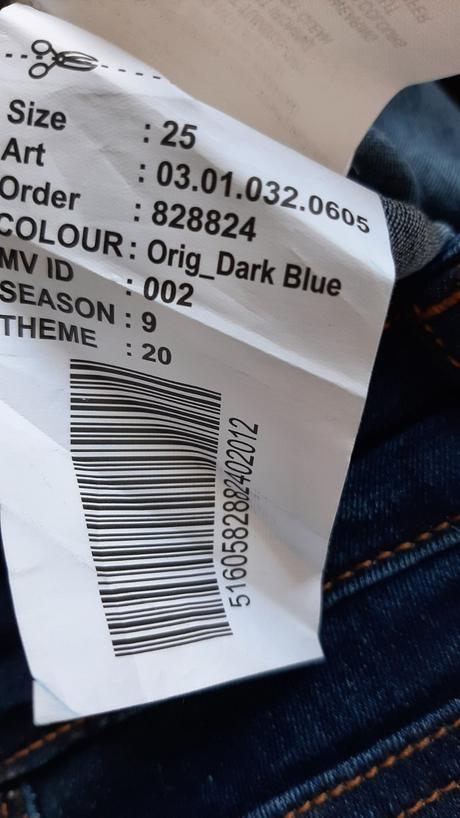 Size : 25
Art : 03.01.032.0605
Order : 828824
COLOUR : Orig_Dark Blue
MV ID : 002
SEASON : 9
THEME : 20
5160582882402012